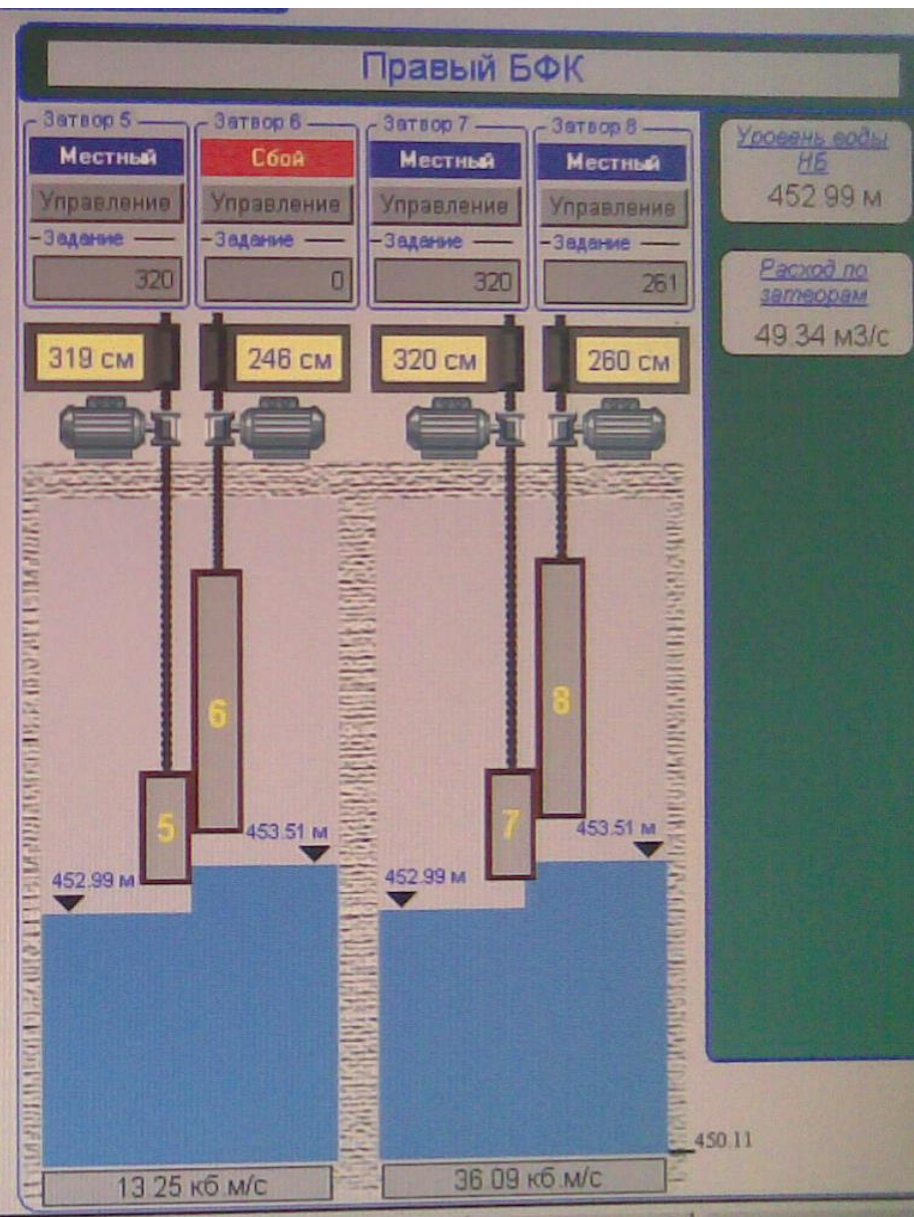 Правый БФК
Затвор 5
Местный
Управление
Задание
320
Затвор 6
Сбой
Управление
Задание
0
Затвор 7
Местный
Управление
Задание
320
Затвор 8
Местный
Управление
Задание
261
Уровень воды
НБ
452.99 м
Расход по
затворам
49.34 м3/с
319 см
246 см
320 см
260 см
6
8
5
7
453.51 м
453.51 м
452.99 м
452.99 м
450.11
13.25 кб.м/с
36.09 кб.м/с